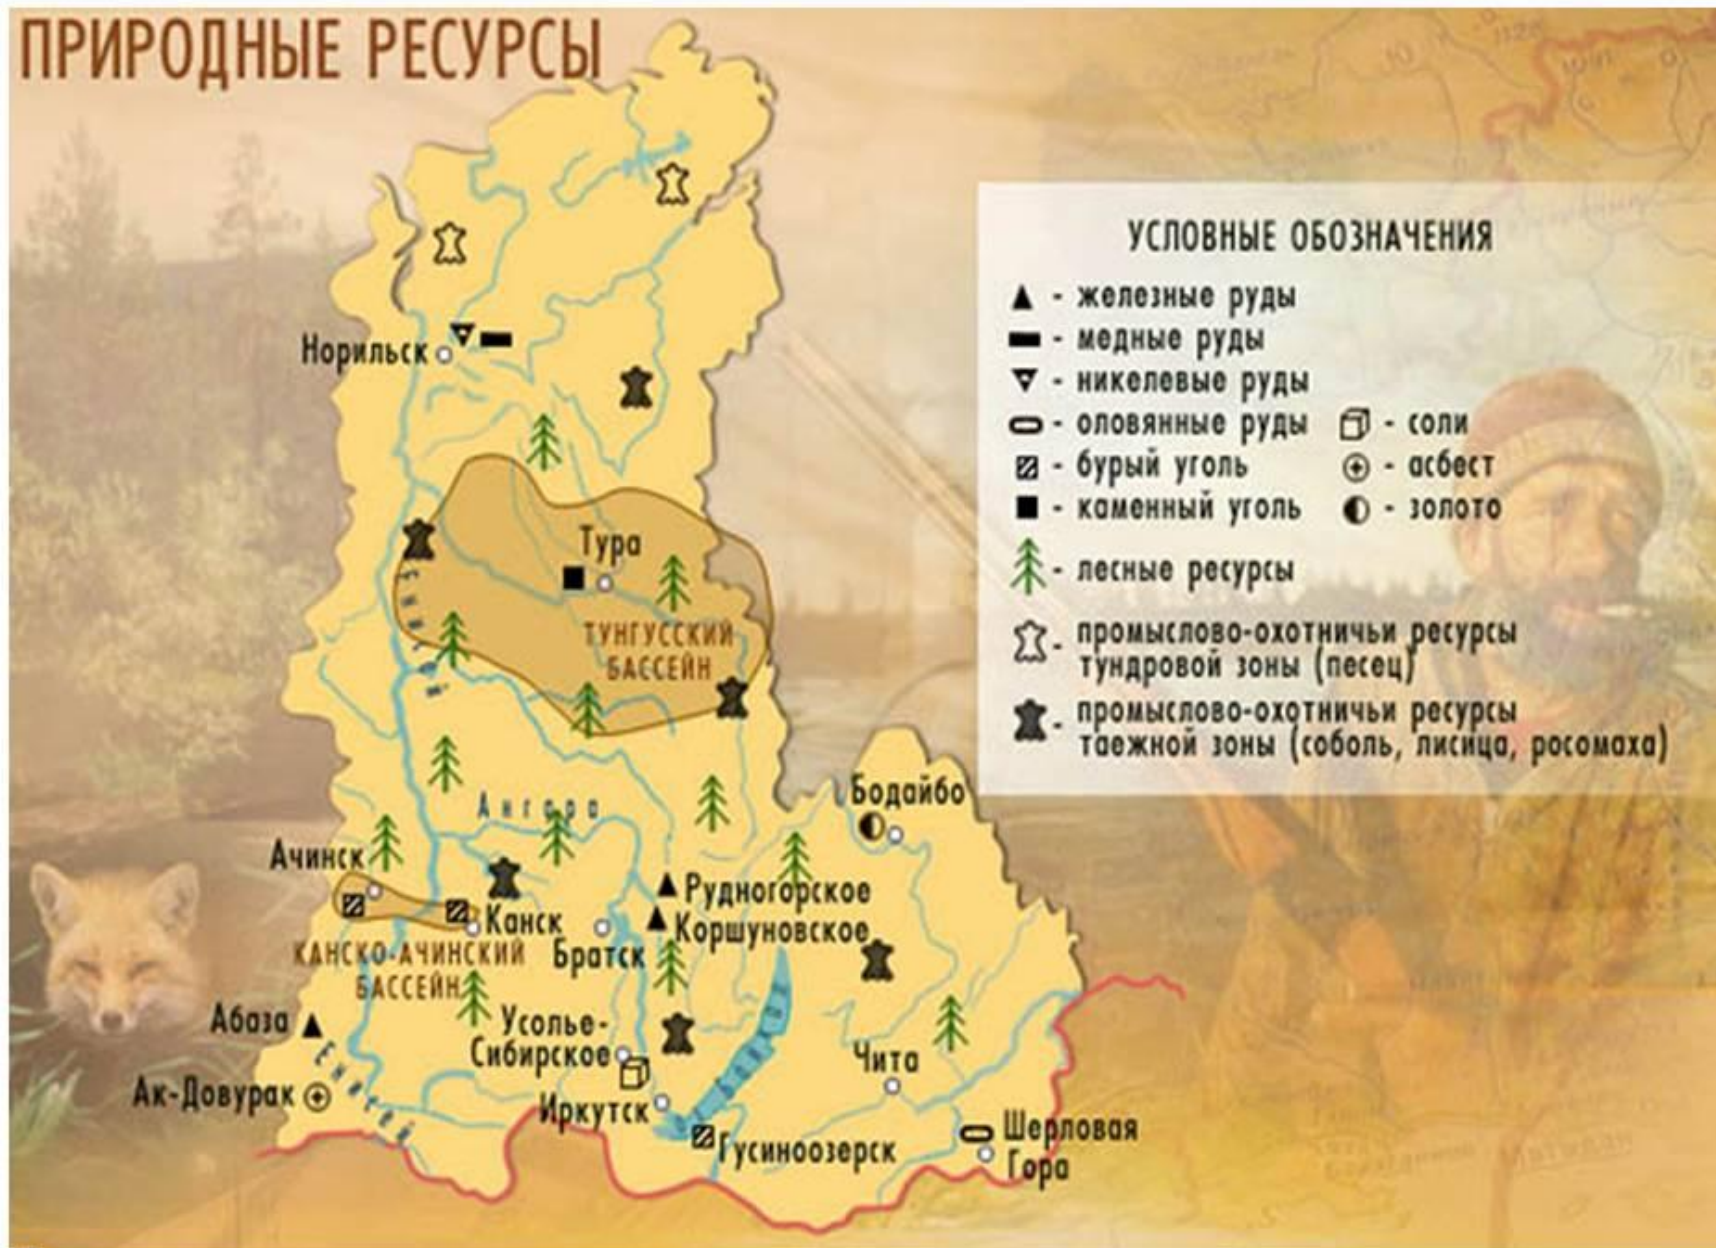 ПРИРОДНЫЕ РЕСУРСЫ
УСЛОВНЫЕ ОБОЗНАЧЕНИЯ
- железные руды
- медные руды
- никелевые руды
- оловянные руды
- соли
- бурый уголь
- асбест
- каменный уголь
- золото
- лесные ресурсы
- промыслово-охотничьи ресурсы
тундровой зоны (песец)
- промыслово-охотничьи ресурсы
таежной зоны (соболь, лисица, росомаха)
Норильск
Тура
Енисей
ТУНГУССКИЙ
БАССЕЙН
Бодайбо
Ангара
Ачинск
Рудногорское
Канск
Коршуновское
КАНСКО-АЧИНСКИЙ
БАССЕЙН
Братск
Абаза
Усолье-
Сибирское
Енисей
Чита
Ак-Довурак
Иркутск
оз. Байкал
Гусиноозерск
Шерловая
Гора